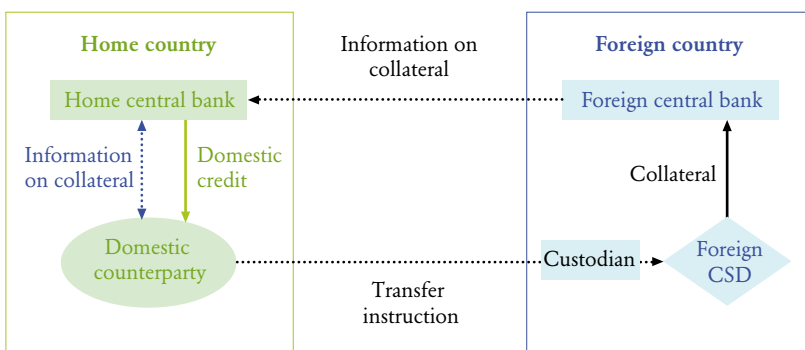 Home country
Information on
collateral
Foreign country
Home central bank
Foreign central bank
Information
on collateral
Domestic
credit
Collateral
Domestic
counterparty
Custodian
Foreign
CSD
Transfer
instruction